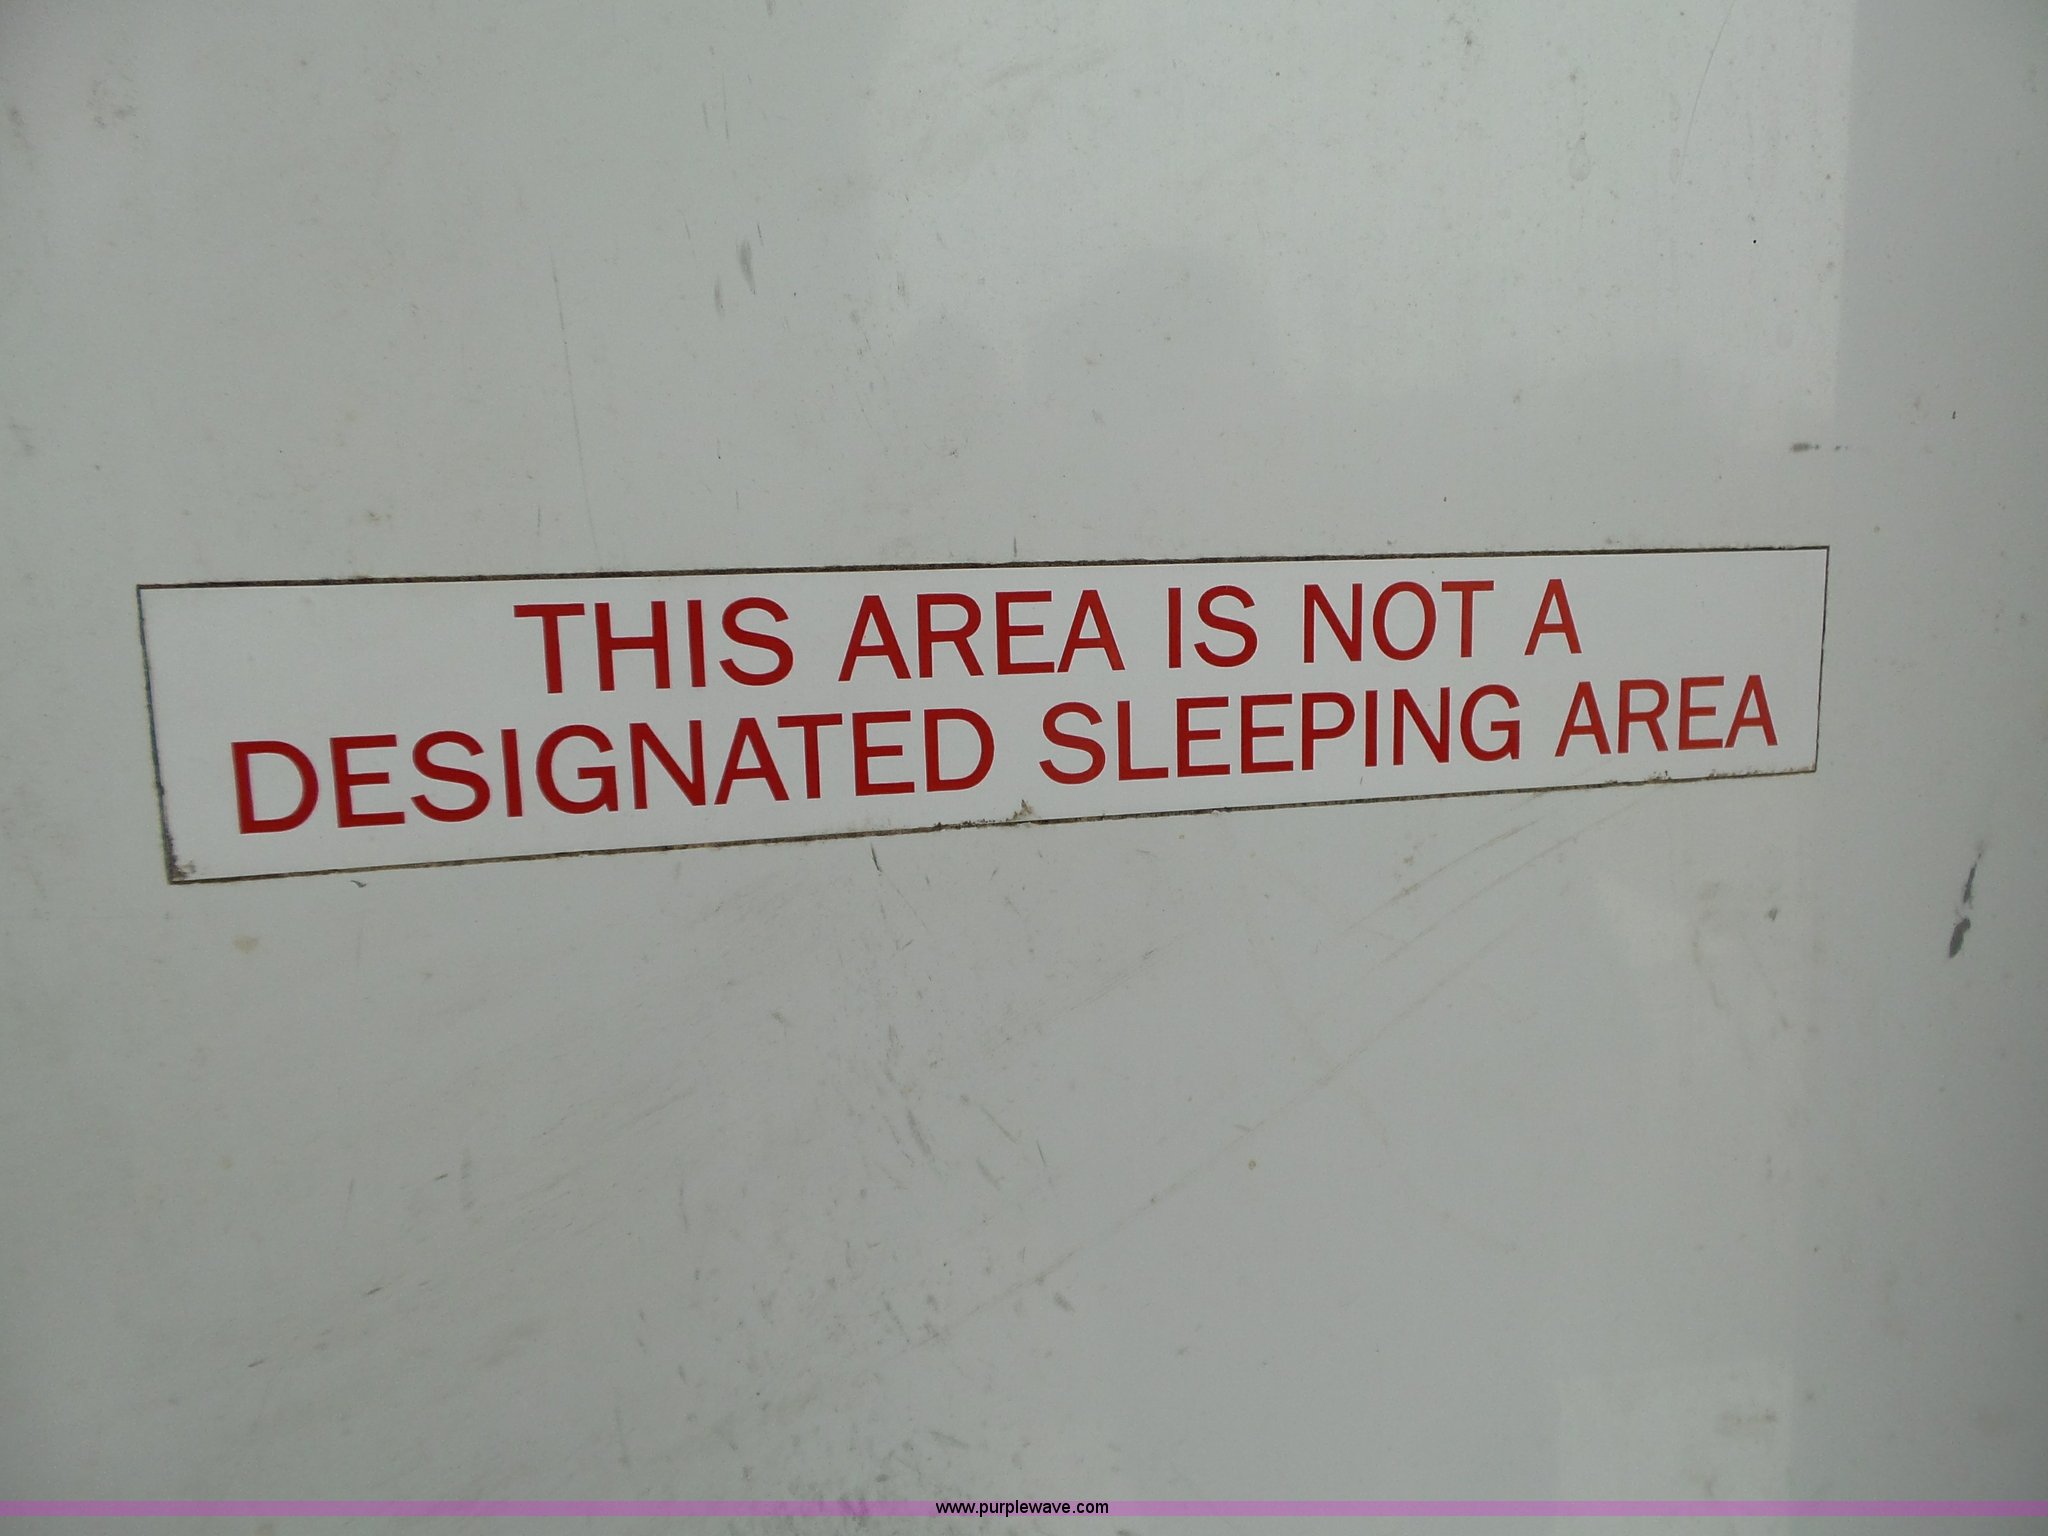 THIS AREA IS NOT A
DESIGNATED SLEEPING AREA
www.purplewave.com